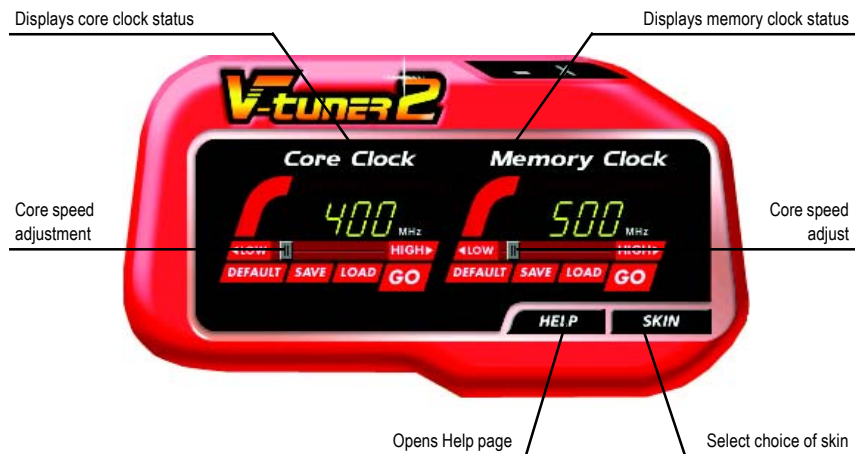 Displays core clock status
Displays memory clock status
V-tuner 2
Core Clock
Memory Clock
Core speed
adjustment
400 MHz
500 MHz
Core speed
adjust
◄LOW
HIGH►
◄LOW
HIGH►
DEFAULT SAVE LOAD GO
DEFAULT SAVE LOAD GO
HELP
SKIN
Opens Help page
Select choice of skin